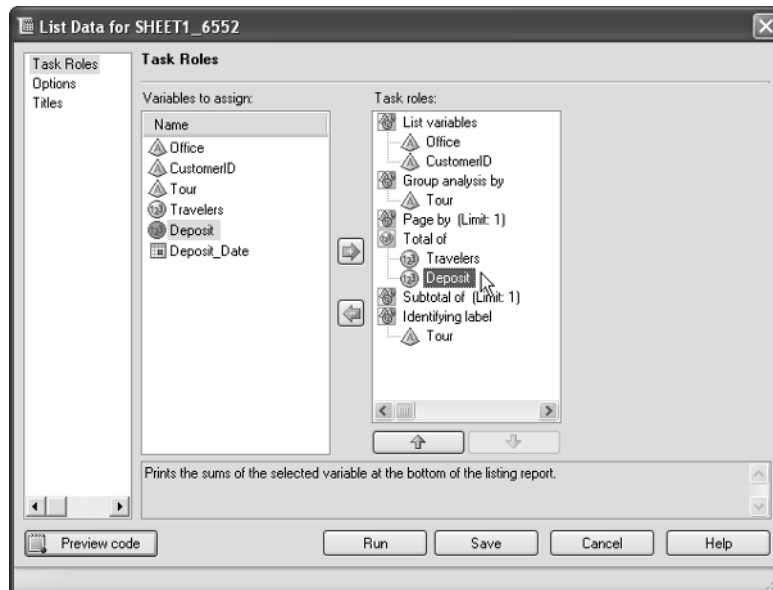 List Data for SHEET1_6552
Task Roles
Options
Titles
Task Roles
Variables to assign:
Name
Office
CustomerID
Tour
Travelers
Deposit
Deposit_Date
Task roles:
List variables
Office
CustomerID
Group analysis by
Tour
Page by (Limit: 1)
Total of
Travelers
Deposit
Subtotal of (Limit: 1)
Identifying label
Tour
Prints the sums of the selected variable at the bottom of the listing report.
Preview code
Run
Save
Cancel
Help